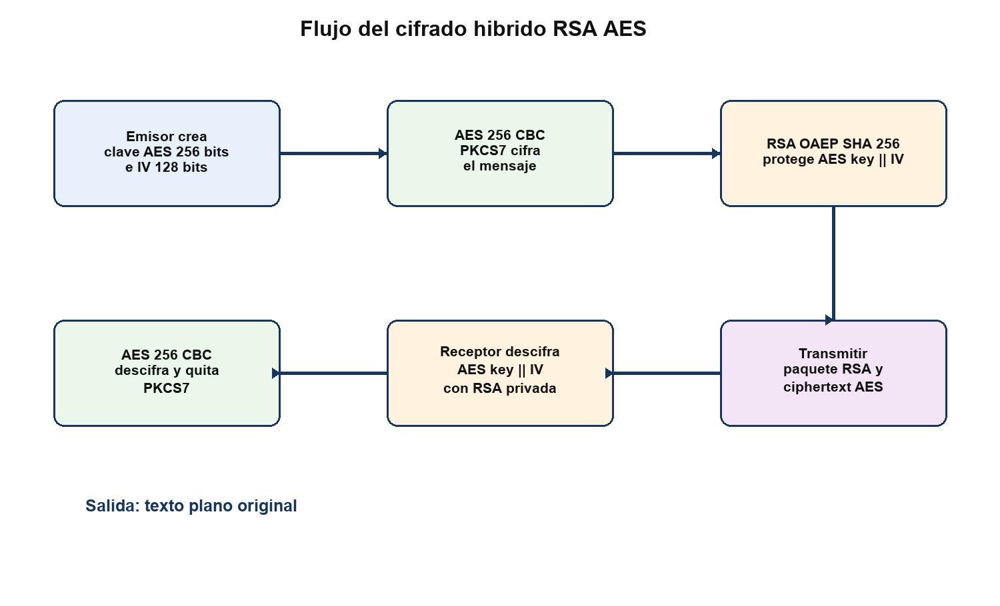 Flujo del cifrado hibrido RSA AES
Emisor crea
clave AES 256 bits
e IV 128 bits
AES 256 CBC
PKCS7 cifra
el mensaje
RSA OAEP SHA 256
protege AES key || IV
Transmitir
paquete RSA y
ciphertext AES
Receptor descifra
AES key || IV
con RSA privada
AES 256 CBC
descifra y quita
PKCS7
Salida: texto plano original